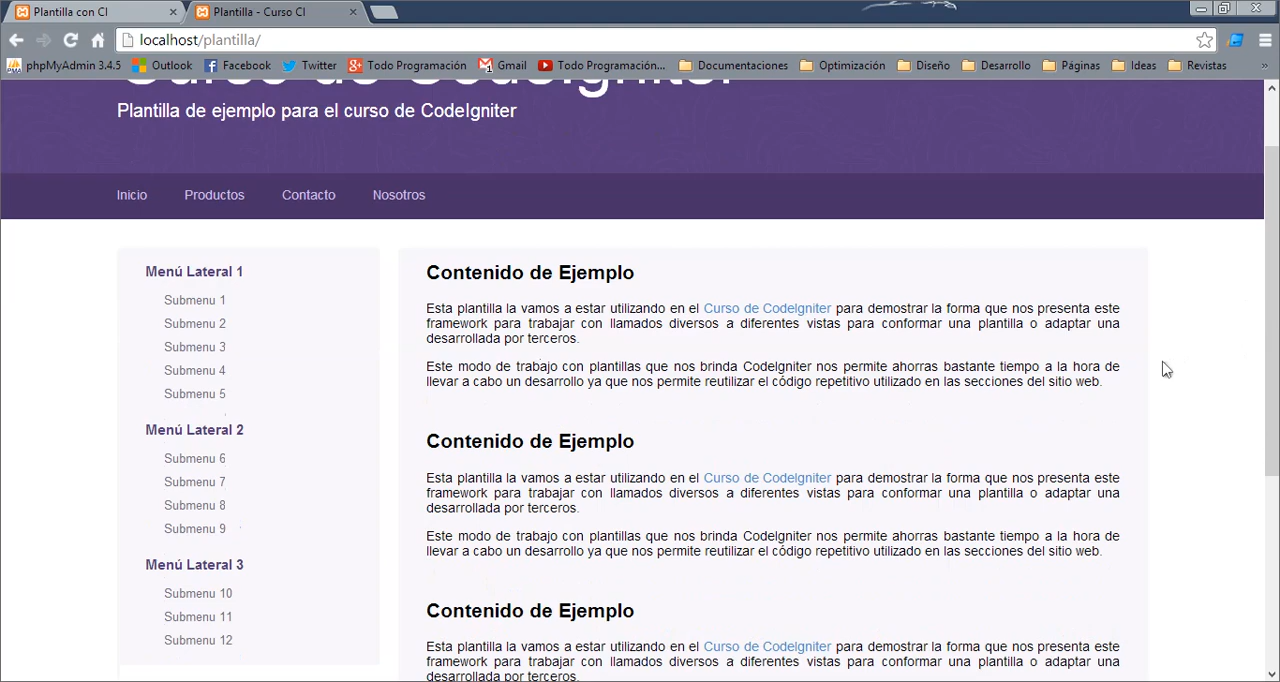 Plantilla con CI
Plantilla - Curso CI
localhost/plantilla/
phpMyAdmin 3.4.5 Outlook Facebook Twitter Todo Programación Gmail Todo Programación... Documentaciones Optimización Diseño Desarrollo Páginas Ideas Revistas »
Curso de CodeIgniter
Plantilla de ejemplo para el curso de CodeIgniter
Inicio Productos Contacto Nosotros
Menú Lateral 1
Submenu 1
Submenu 2
Submenu 3
Submenu 4
Submenu 5
Menú Lateral 2
Submenu 6
Submenu 7
Submenu 8
Submenu 9
Menú Lateral 3
Submenu 10
Submenu 11
Submenu 12
Contenido de Ejemplo
Esta plantilla la vamos a estar utilizando en el Curso de CodeIgniter para demostrar la forma que nos presenta este
framework para trabajar con llamados diversos a diferentes vistas para conformar una plantilla o adaptar una
desarrollada por terceros.
Este modo de trabajo con plantillas que nos brinda CodeIgniter nos permite ahorras bastante tiempo a la hora de
llevar a cabo un desarrollo ya que nos permite reutilizar el código repetitivo utilizado en las secciones del sitio web.
Contenido de Ejemplo
Esta plantilla la vamos a estar utilizando en el Curso de CodeIgniter para demostrar la forma que nos presenta este
framework para trabajar con llamados diversos a diferentes vistas para conformar una plantilla o adaptar una
desarrollada por terceros.
Este modo de trabajo con plantillas que nos brinda CodeIgniter nos permite ahorras bastante tiempo a la hora de
llevar a cabo un desarrollo ya que nos permite reutilizar el código repetitivo utilizado en las secciones del sitio web.
Contenido de Ejemplo
Esta plantilla la vamos a estar utilizando en el Curso de CodeIgniter para demostrar la forma que nos presenta este
framework para trabajar con llamados diversos a diferentes vistas para conformar una plantilla o adaptar una
desarrollada por terceros.